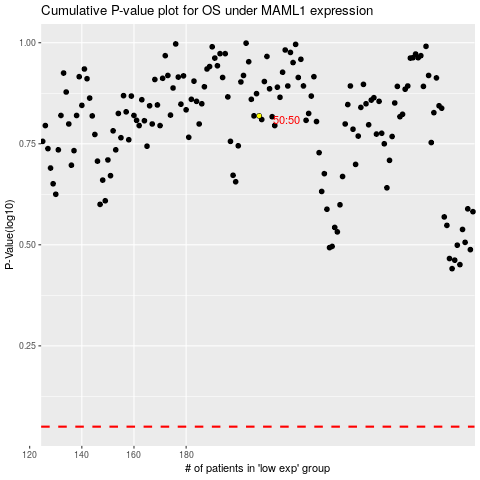 Cumulative P-value plot for OS under MAML1 expression
P-Value(log10)
1.00
0.75
0.50
0.25
50:50
120 140 160 180
# of patients in 'low exp' group